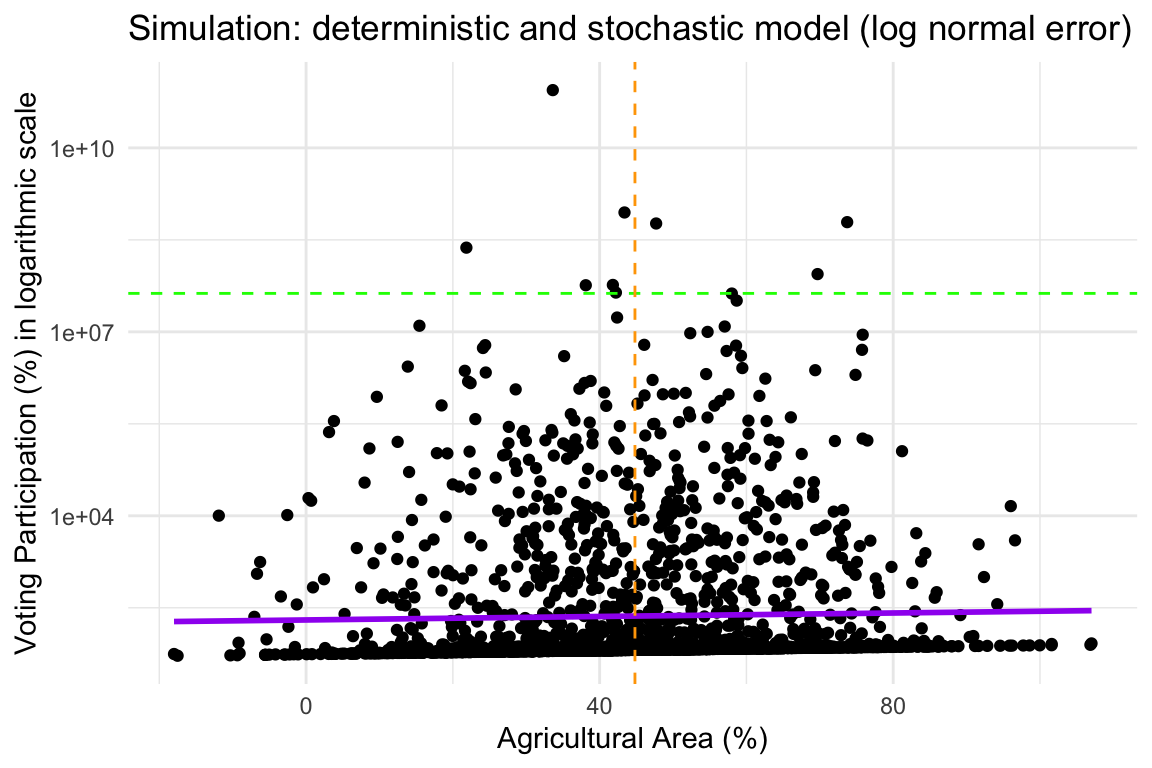 Simulation: deterministic and stochastic model (log normal error)
Voting Participation (%) in logarithmic scale
1e+10
1e+07
1e+04
0 40 80
Agricultural Area (%)